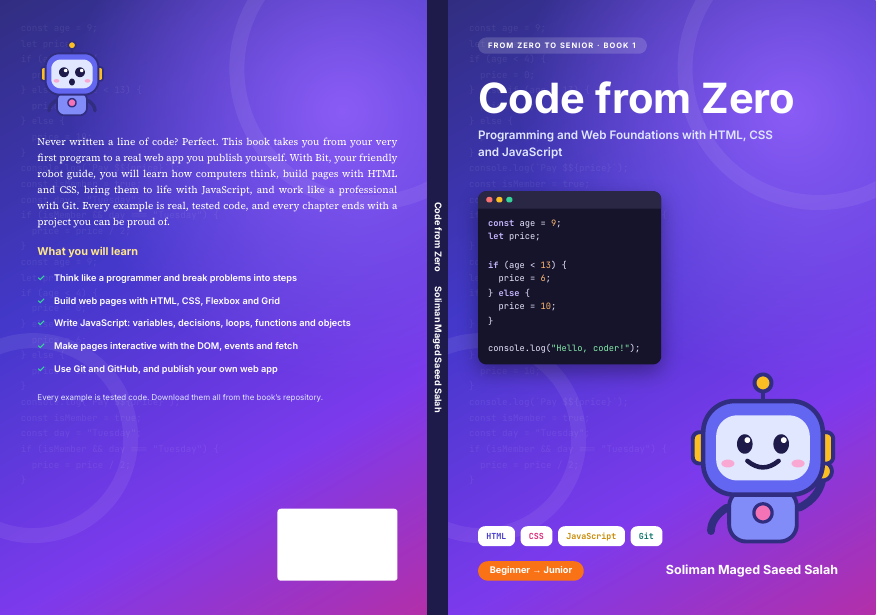 Never written a line of code? Perfect. This book takes you from your very
first program to a real web app you publish yourself. With Bit, your friendly
robot guide, you will learn how computers think, build pages with HTML
and CSS, bring them to life with JavaScript, and work like a professional
with Git. Every example is real, tested code, and every chapter ends with a
project you can be proud of.
What you will learn
✓ Think like a programmer and break problems into steps
✓ Build web pages with HTML, CSS, Flexbox and Grid
✓ Write JavaScript: variables, decisions, loops, functions and objects
✓ Make pages interactive with the DOM, events and fetch
✓ Use Git and GitHub, and publish your own web app
Every example is tested code. Download them all from the book's repository.
Code from Zero Soliman Maged Saeed Salah
FROM ZERO TO SENIOR · BOOK 1
Code from Zero
Programming and Web Foundations with HTML, CSS
and JavaScript
const age = 9;
let price;
if (age < 13) {
price = 6;
} else {
price = 10;
}
console.log("Hello, coder!");
HTML CSS JavaScript Git
Beginner → Junior
Soliman Maged Saeed Salah